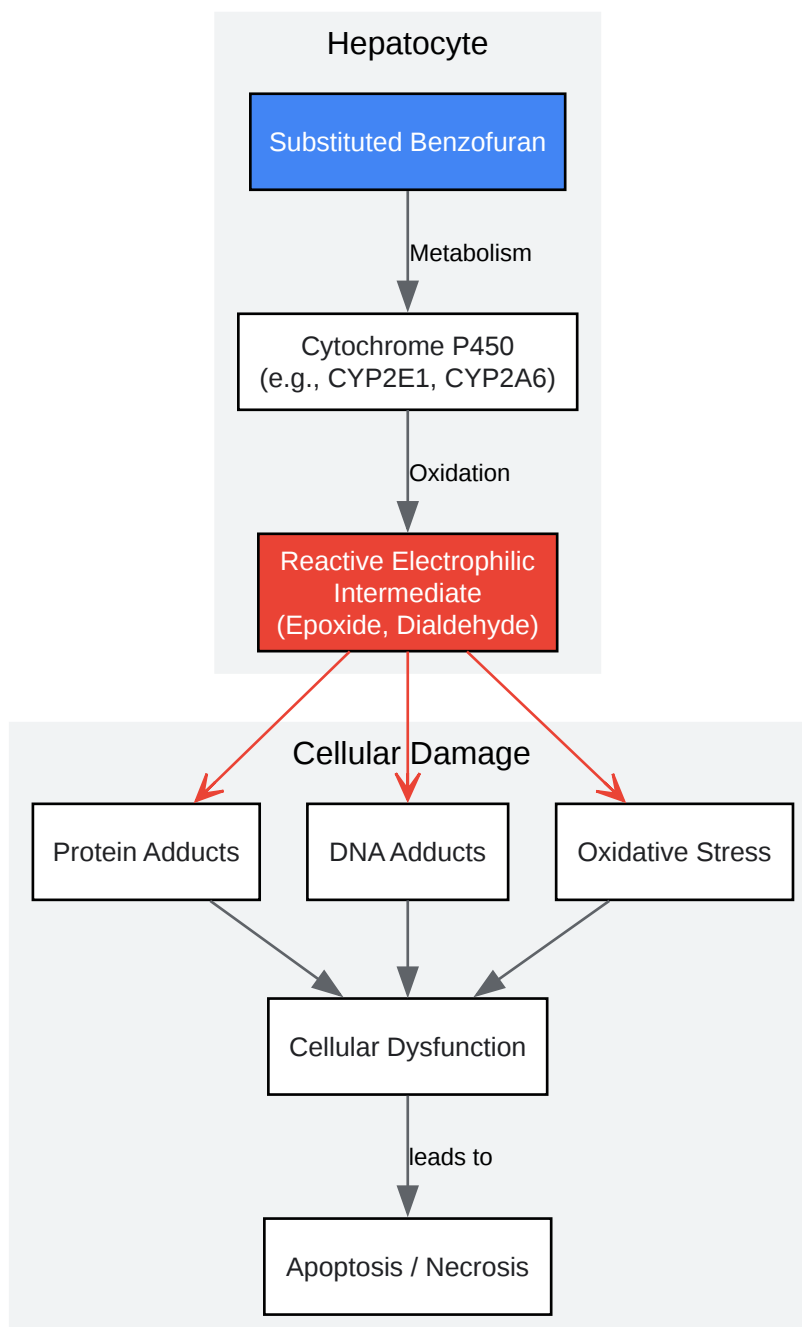 Hepatocyte
Substituted Benzofuran
Metabolism
Cytochrome P450
(e.g., CYP2E1, CYP2A6)
Oxidation
Reactive Electrophilic
Intermediate
(Epoxide, Dialdehyde)
Cellular Damage
Protein Adducts
DNA Adducts
Oxidative Stress
Cellular Dysfunction
leads to
Apoptosis / Necrosis